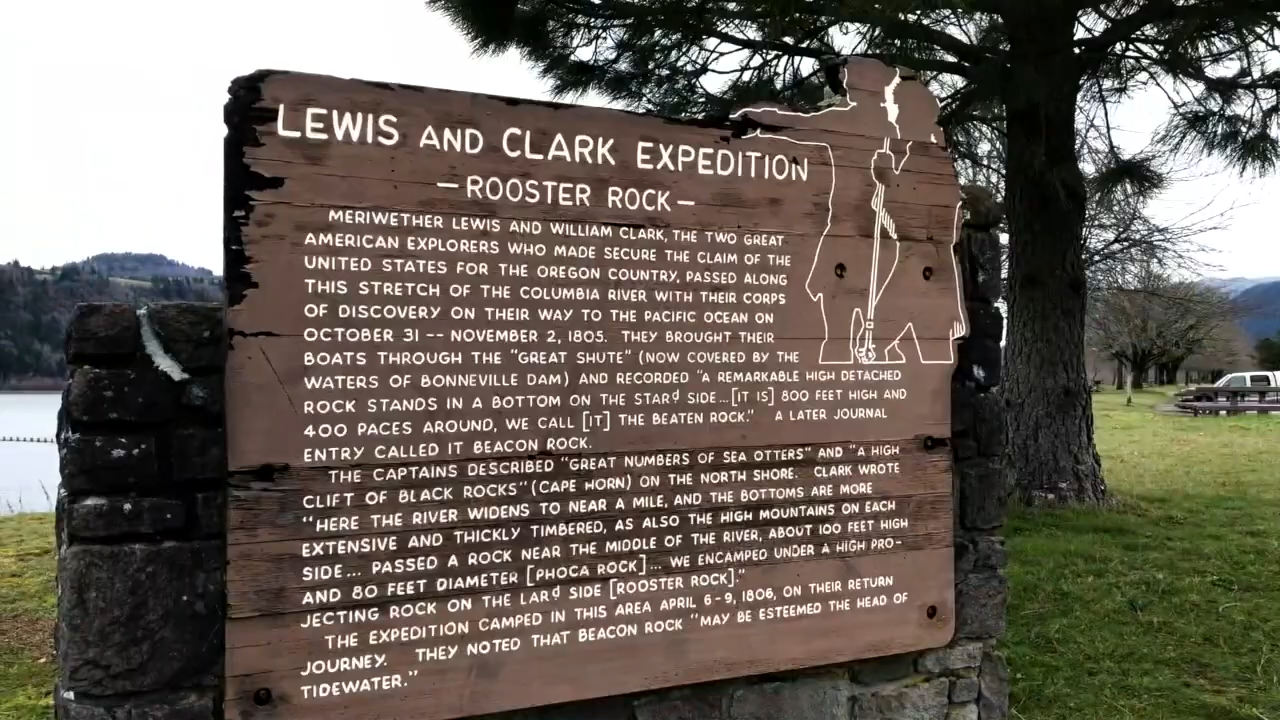 LEWIS AND CLARK EXPEDITION
—ROOSTER ROCK—
MERIWETHER LEWIS AND WILLIAM CLARK, THE TWO GREAT
AMERICAN EXPLORERS WHO MADE SECURE THE CLAIM OF THE
UNITED STATES FOR THE OREGON COUNTRY, PASSED ALONG
THIS STRETCH OF THE COLUMBIA RIVER WITH THEIR CORPS
OF DISCOVERY ON THEIR WAY TO THE PACIFIC OCEAN ON
OCTOBER 31 -- NOVEMBER 2, 1805. THEY BROUGHT THEIR
BOATS THROUGH THE "GREAT SHUTE" (NOW COVERED BY THE
WATERS OF BONNEVILLE DAM) AND RECORDED "A REMARKABLE HIGH DETACHED
ROCK STANDS IN A BOTTOM ON THE STARᵈ SIDE...[IT IS] 800 FEET HIGH AND
400 PACES AROUND, WE CALL [IT] THE BEATEN ROCK." A LATER JOURNAL
ENTRY CALLED IT BEACON ROCK.
THE CAPTAINS DESCRIBED "GREAT NUMBERS OF SEA OTTERS" AND "A HIGH
CLIFT OF BLACK ROCKS" (CAPE HORN) ON THE NORTH SHORE. CLARK WROTE
"HERE THE RIVER WIDENS TO NEAR A MILE, AND THE BOTTOMS ARE MORE
EXTENSIVE AND THICKLY TIMBERED, AS ALSO THE HIGH MOUNTAINS ON EACH
SIDE... PASSED A ROCK NEAR THE MIDDLE OF THE RIVER, ABOUT 100 FEET HIGH
AND 80 FEET DIAMETER [PHOCA ROCK]... WE ENCAMPED UNDER A HIGH PRO-
JECTING ROCK ON THE LARᵈ SIDE [ROOSTER ROCK]."
THE EXPEDITION CAMPED IN THIS AREA APRIL 6-9, 1806, ON THEIR RETURN
JOURNEY. THEY NOTED THAT BEACON ROCK "MAY BE ESTEEMED THE HEAD OF
TIDEWATER."